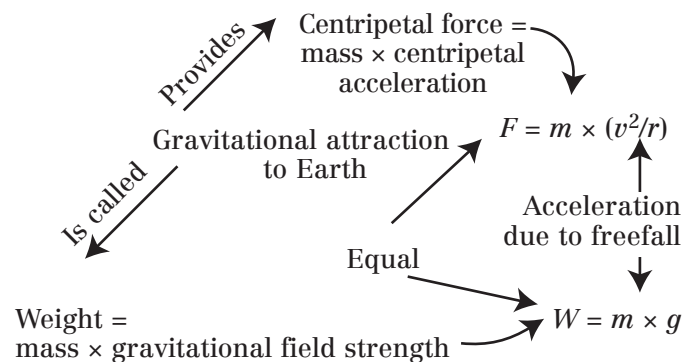 Provides
Centripetal force =
mass × centripetal
acceleration
F = m × (v²/r)
Gravitational attraction
to Earth
Is called
Acceleration
due to freefall
Equal
Weight =
mass × gravitational field strength
W = m × g